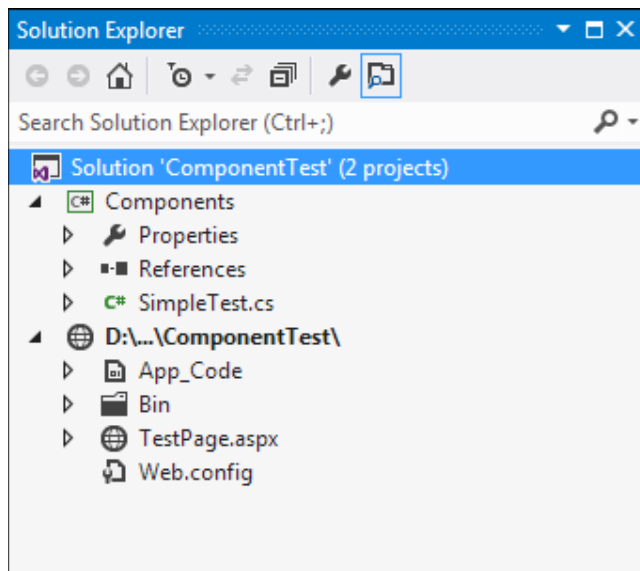 Solution Explorer
Search Solution Explorer (Ctrl+;)
Solution 'ComponentTest' (2 projects)
C# Components
Properties
References
C# SimpleTest.cs
D:\...\ComponentTest\
App_Code
Bin
TestPage.aspx
Web.config